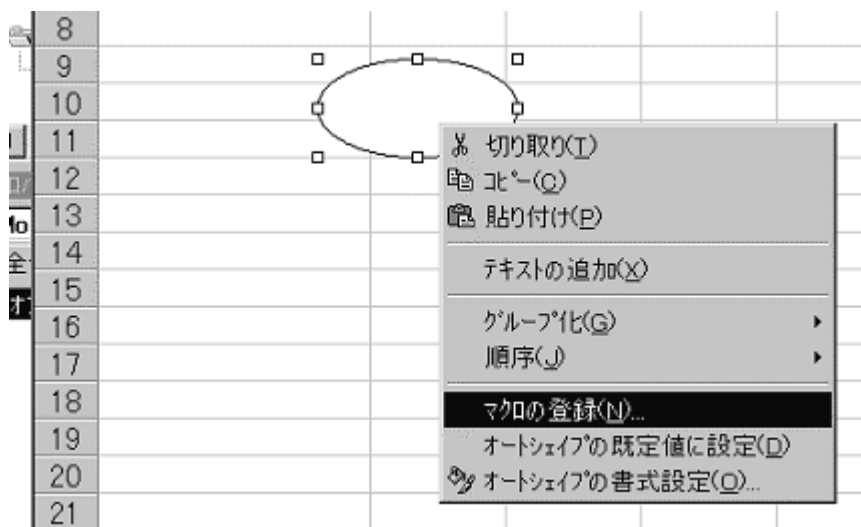 8
9
10
11
12
13
14
15
16
17
18
19
20
21
切り取り(T)
ｺﾋﾟｰ(C)
貼り付け(P)
ﾃｷｽﾄの追加(X)
ｸﾞﾙｰﾌﾟ化(G)
順序(J)
ﾏｸﾛの登録(N)...
ｵｰﾄｼｪｲﾌﾟの既定値に設定(D)
ｵｰﾄｼｪｲﾌﾟの書式設定(O)...